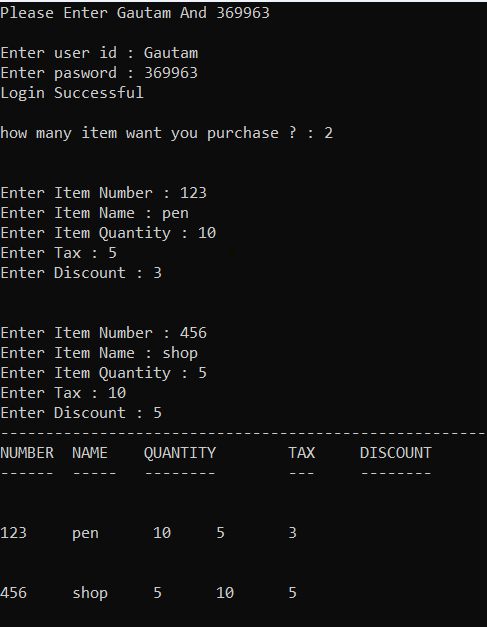 Please Enter Gautam And 369963
Enter user id : Gautam
Enter pasword : 369963
Login Successful
how many item want you purchase ? : 2
Enter Item Number : 123
Enter Item Name : pen
Enter Item Quantity : 10
Enter Tax : 5
Enter Discount : 3
Enter Item Number : 456
Enter Item Name : shop
Enter Item Quantity : 5
Enter Tax : 10
Enter Discount : 5
------------------------------------------------------
NUMBER  NAME    QUANTITY        TAX     DISCOUNT
------  -----   --------        ---     --------
123     pen      10     5       3
456     shop     5      10      5